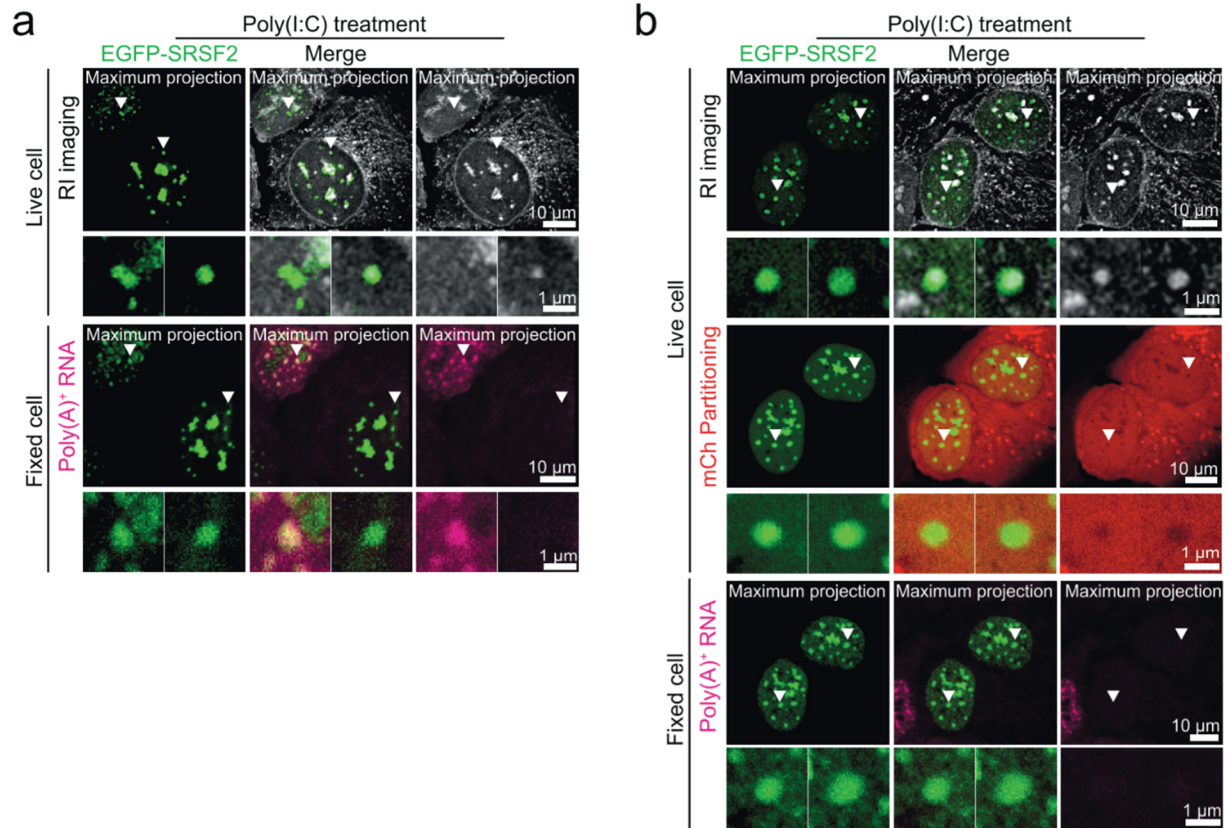 a
Poly(I:C) treatment
EGFP-SRSF2
Merge
Live cell
RI imaging
Maximum projection
Maximum projection
Maximum projection
10 µm
1 µm
Fixed cell
Poly(A)⁺ RNA
Maximum projection
Maximum projection
Maximum projection
10 µm
1 µm
b
Poly(I:C) treatment
EGFP-SRSF2
Merge
Live cell
RI imaging
Maximum projection
Maximum projection
Maximum projection
10 µm
1 µm
mCh Partitioning
10 µm
1 µm
Fixed cell
Poly(A)⁺ RNA
Maximum projection
Maximum projection
Maximum projection
10 µm
1 µm